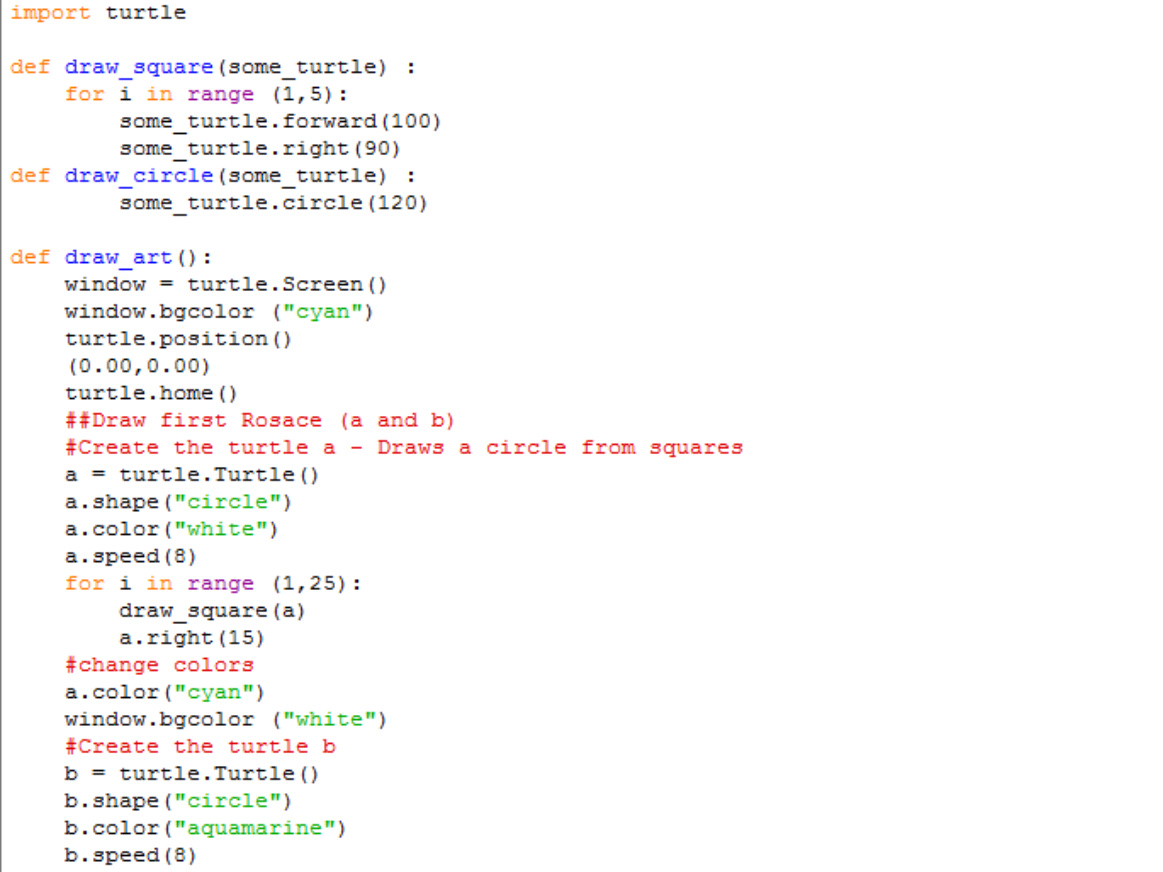 import turtle

def draw_square(some_turtle) :
    for i in range (1,5):
        some_turtle.forward(100)
        some_turtle.right(90)
def draw_circle(some_turtle) :
        some_turtle.circle(120)

def draw_art():
    window = turtle.Screen()
    window.bgcolor ("cyan")
    turtle.position()
    (0.00,0.00)
    turtle.home()
    ##Draw first Rosace (a and b)
    #Create the turtle a - Draws a circle from squares
    a = turtle.Turtle()
    a.shape("circle")
    a.color("white")
    a.speed(8)
    for i in range (1,25):
        draw_square(a)
        a.right(15)
    #change colors
    a.color("cyan")
    window.bgcolor ("white")
    #Create the turtle b
    b = turtle.Turtle()
    b.shape("circle")
    b.color("aquamarine")
    b.speed(8)